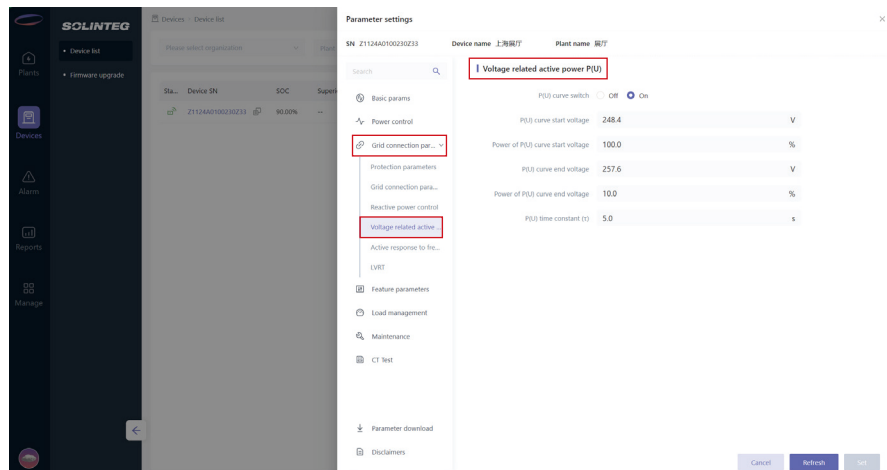 SOLINTEG
Plants
Devices
Alarm
Reports
Manage
Device list
Firmware upgrade
Devices / Device list
Please select organization
Plant
Sta... Device SN SOC Superi
Z1124A0100230Z33 90.00% --
Parameter settings
SN Z1124A0100230Z33 Device name 上海展厅 Plant name 展厅
Search
Basic params
Power control
Grid connection par...
Protection parameters
Grid connection para...
Reactive power control
Voltage related active ...
Active response to fre...
LVRT
Feature parameters
Load management
Maintenance
CT Test
Parameter download
Disclaimers
Voltage related active power P(U)
P(U) curve switch Off On
P(U) curve start voltage 248.4 V
Power of P(U) curve start voltage 100.0 %
P(U) curve end voltage 257.6 V
Power of P(U) curve end voltage 10.0 %
P(U) time constant (τ) 5.0 s
Cancel Refresh Set